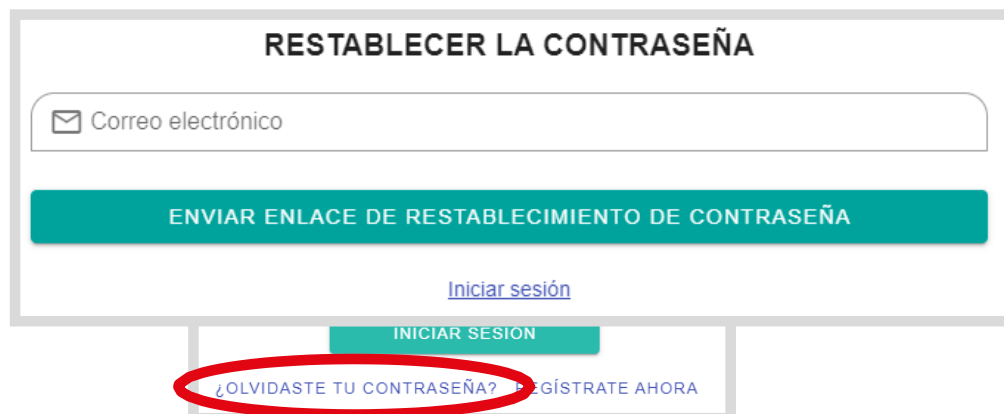 RESTABLECER LA CONTRASEÑA
Correo electrónico
ENVIAR ENLACE DE RESTABLECIMIENTO DE CONTRASEÑA
Iniciar sesión
INICIAR SESIÓN
¿OLVIDASTE TU CONTRASEÑA? REGÍSTRATE AHORA